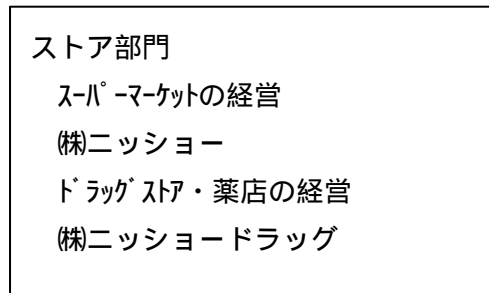 ストア部門
ｽｰﾊﾟｰﾏｰｹｯﾄの経営
㈱ニッショー
ﾄﾞﾗｯｸﾞｽﾄｱ・薬店の経営
㈱ニッショードラッグ